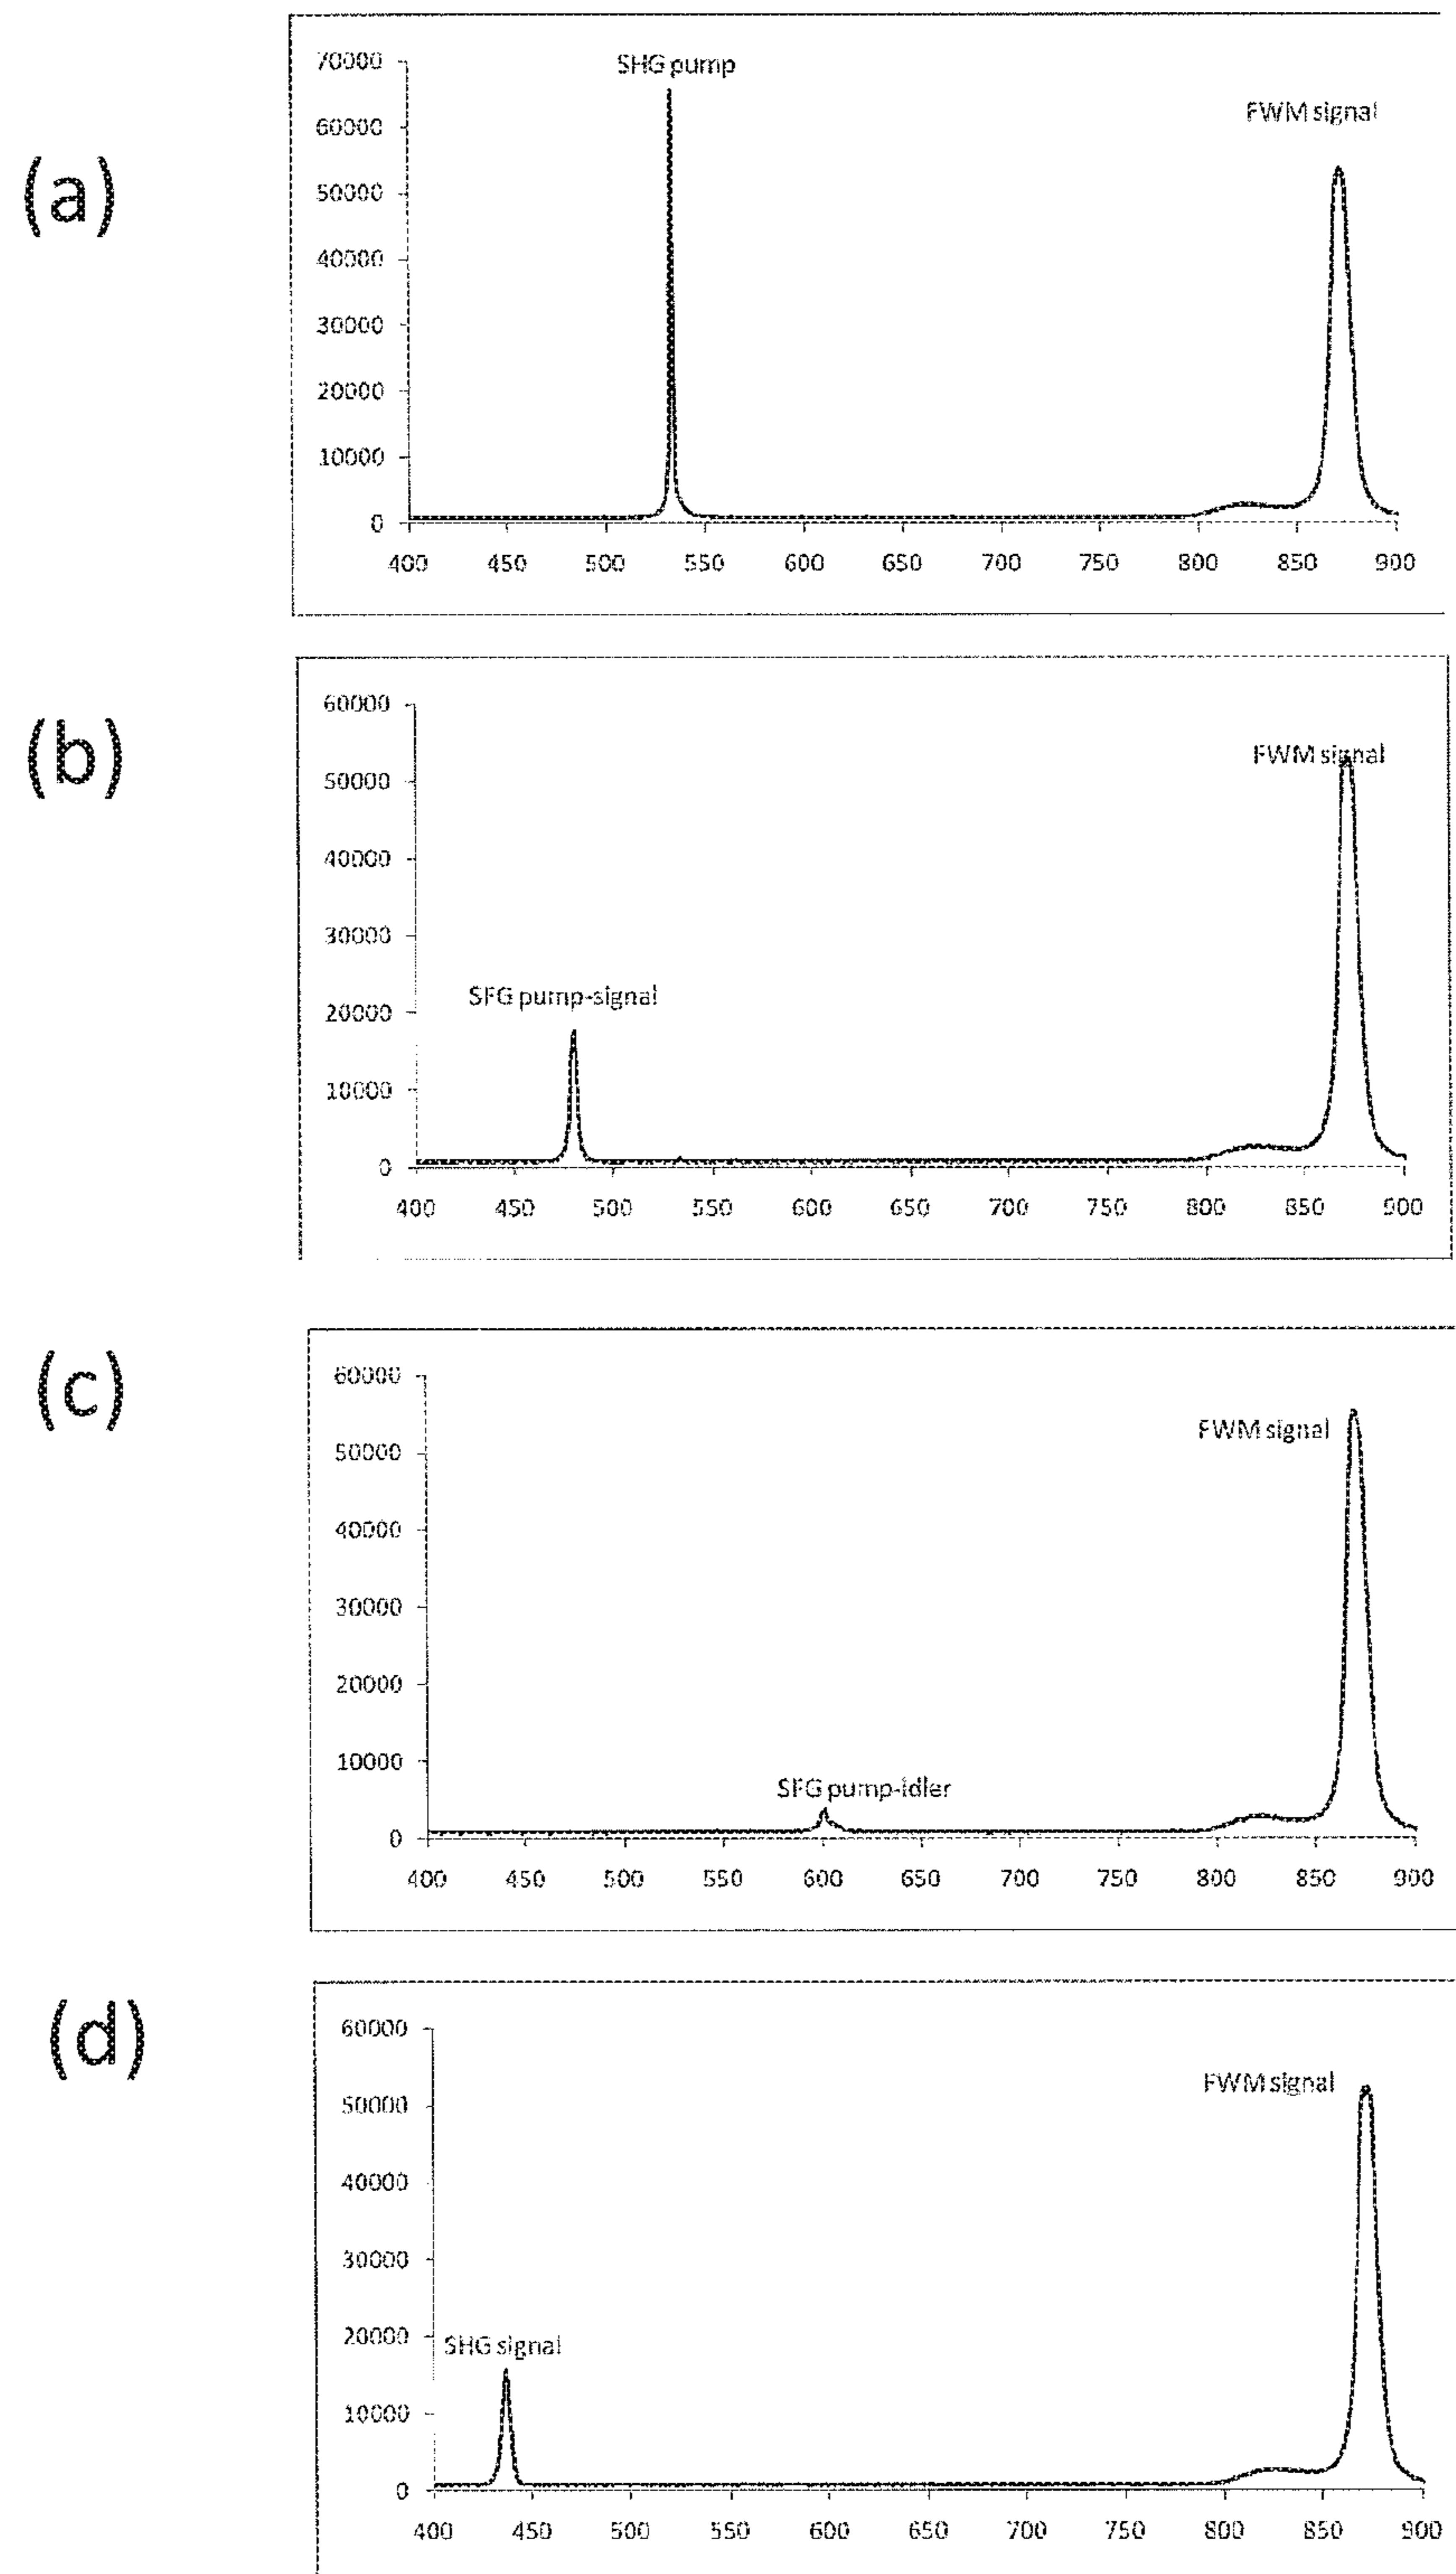 (a)
SHG pump
FWM signal
70000
60000
50000
40000
30000
20000
10000
0
400 450 500 550 600 650 700 750 800 850 900
(b)
FWM signal
SFG pump-signal
60000
50000
40000
30000
20000
10000
0
400 450 500 550 600 650 700 750 800 850 900
(c)
FWM signal
SFG pump-idler
60000
50000
40000
30000
20000
10000
0
400 450 500 550 600 650 700 750 800 850 900
(d)
FWM signal
SHG signal
60000
50000
40000
30000
20000
10000
0
400 450 500 550 600 650 700 750 800 850 900